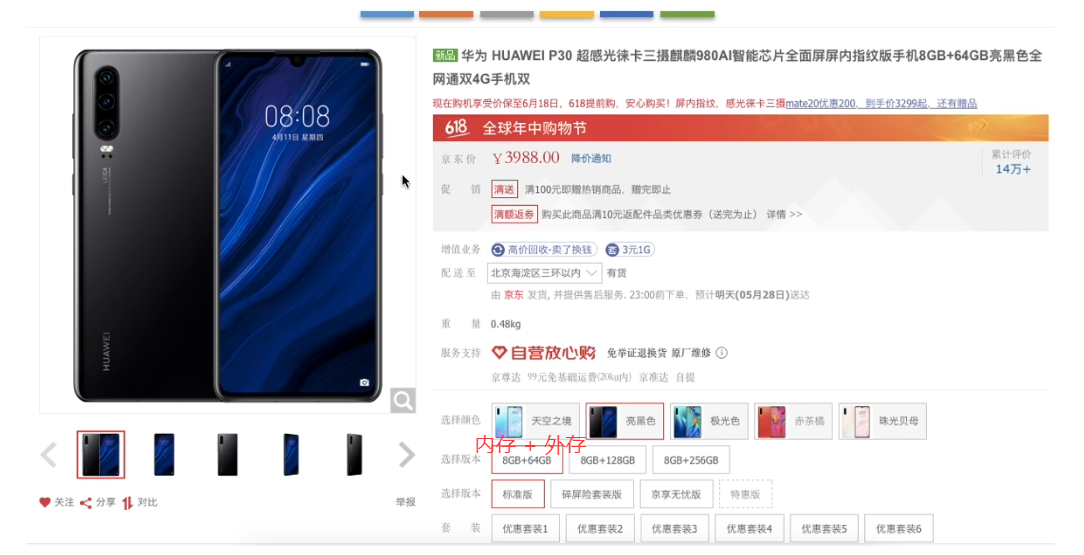 新品 华为 HUAWEI P30 超感光徕卡三摄麒麟980AI智能芯片全面屏屏内指纹版手机8GB+64GB亮黑色全
网通双4G手机双
现在购机享受价保至6月18日，618提前购，安心购买！屏内指纹，感光徕卡三摄mate20优惠200、到手价3299起、还有赠品
618 全球年中购物节
京东价 ￥3988.00 降价通知
累计评价
14万+
促销 满送 满100元即赠热销商品，赠完即止
满额返券 购买此商品满10元返配件品类优惠券（送完为止） 详情 >>
增值业务 高价回收-卖了换钱 3元1G
配送至 北京海淀区三环以内 有货
由 京东 发货, 并提供售后服务. 23:00前下单，预计明天(05月28日)送达
重量 0.48kg
服务支持 自营放心购 免举证退换货 原厂维修
京尊达 99元免基础运费(20kg内) 京准达 自提
选择颜色 天空之境 亮黑色 极光色 赤茶橘 珠光贝母
内存 + 外存
选择版本 8GB+64GB 8GB+128GB 8GB+256GB
选择版本 标准版 碎屏险套装版 京享无忧版 特惠版
套装 优惠套装1 优惠套装2 优惠套装3 优惠套装4 优惠套装5 优惠套装6
08:08
4月11日 星期四
LEICA
HUAWEI
关注 分享 对比 举报